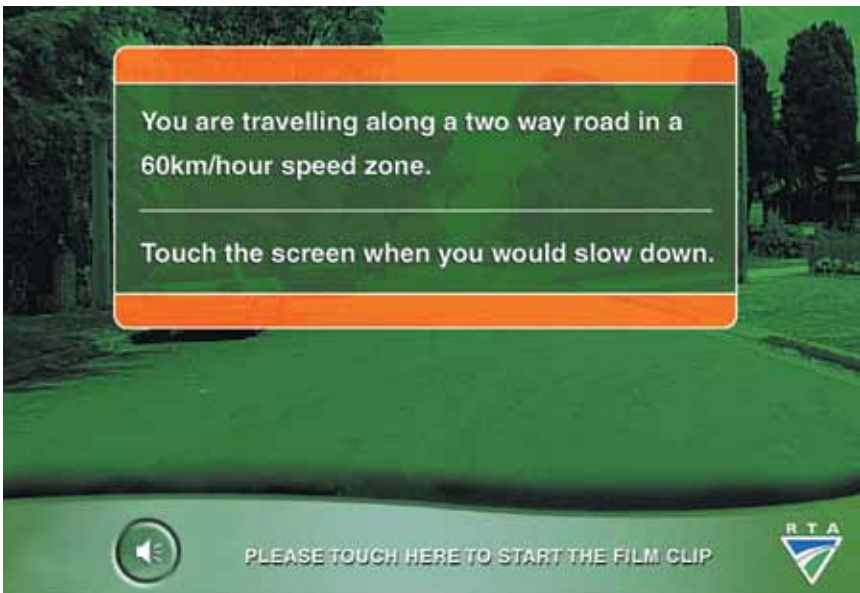 You are travelling along a two way road in a
60km/hour speed zone.
Touch the screen when you would slow down.
PLEASE TOUCH HERE TO START THE FILM CLIP
RTA